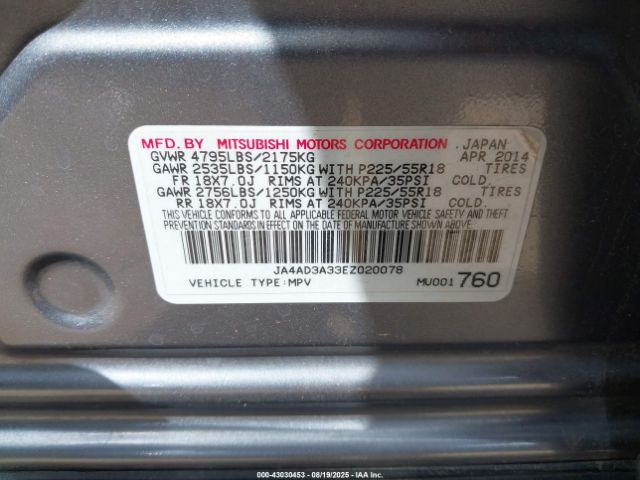 MFD. BY MITSUBISHI MOTORS CORPORATION. JAPAN
GVWR 4795LBS/2175KG APR 2014
GAWR 2535LBS/1150KG WITH P225/55R18 TIRES
FR 18X7.0J RIMS AT 240KPA/35PSI COLD.
GAWR 2756LBS/1250KG WITH P225/55R18 TIRES
RR 18X7.0J RIMS AT 240KPA/35PSI COLD.
THIS VEHICLE CONFORMS TO ALL APPLICABLE FEDERAL MOTOR VEHICLE SAFETY AND THEFT
PREVENTION STANDARDS IN EFFECT ON THE DATE OF MANUFACTURE SHOWN ABOVE.
JA4AD3A33EZ020078
VEHICLE TYPE:MPV MU001760
000-43030453 - 08/19/2025 - IAA Inc.